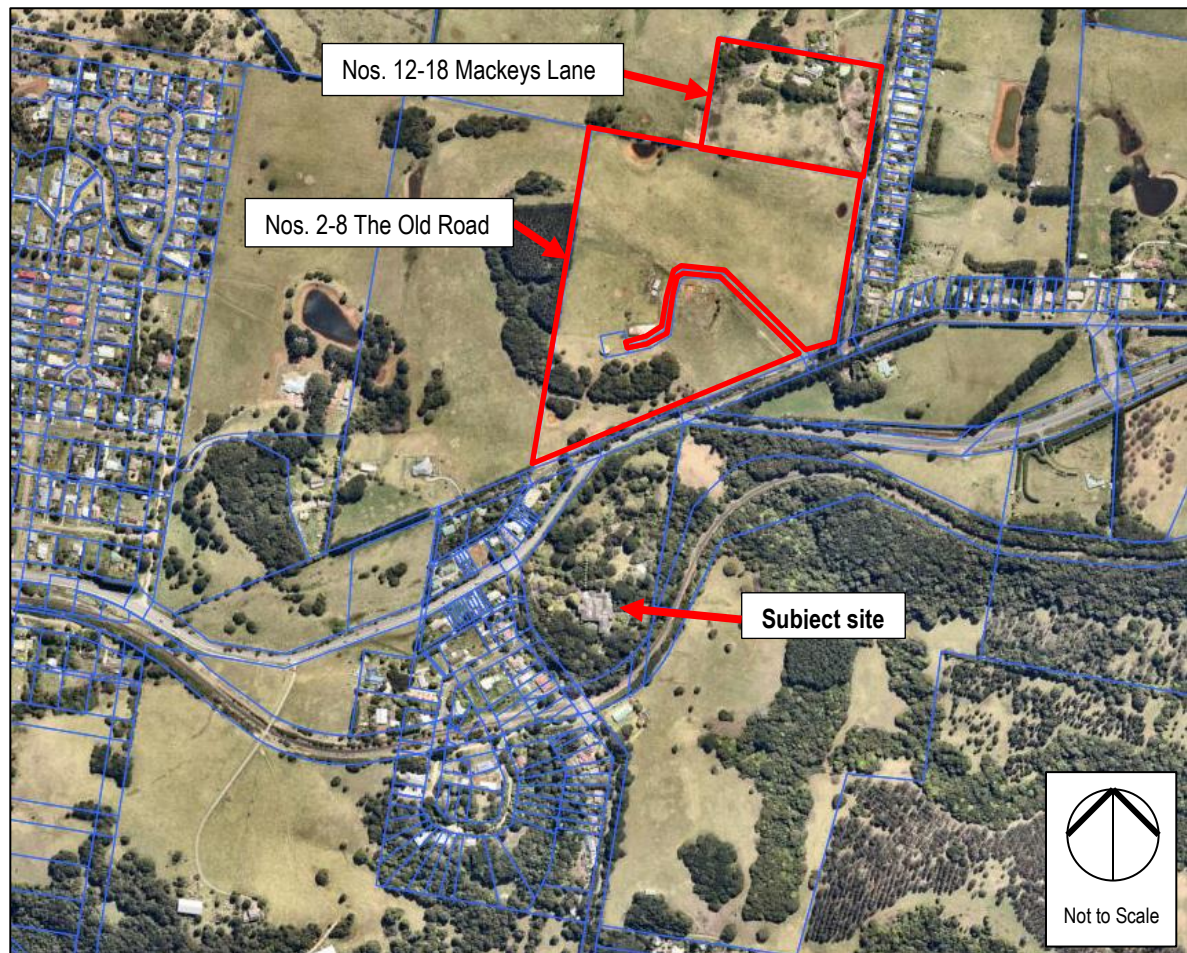 Nos. 12-18 Mackeys Lane
Nos. 2-8 The Old Road
Subject site
Not to Scale